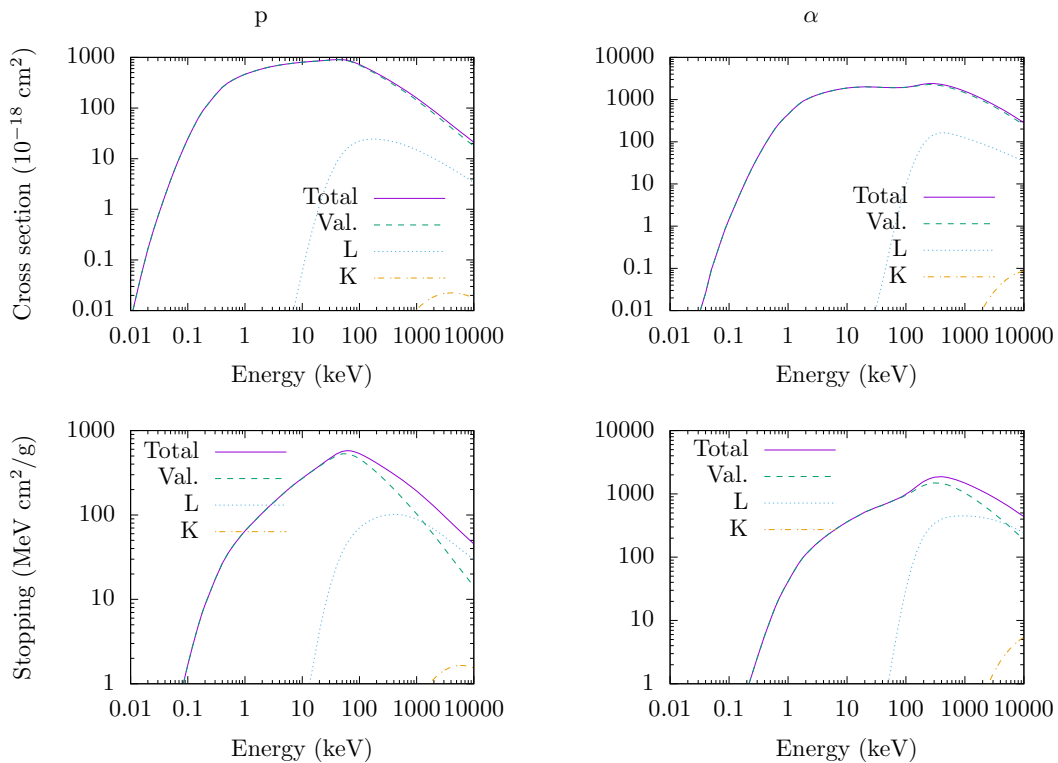 p
α
Cross section (10⁻¹⁸ cm²)
1000
100
10
1
0.1
0.01
Total
Val.
L
K
0.01 0.1 1 10 100 1000 10000
Energy (keV)
10000
1000
100
10
1
0.1
0.01
Total
Val.
L
K
0.01 0.1 1 10 100 1000 10000
Energy (keV)
Stopping (MeV cm²/g)
1000
100
10
1
Total
Val.
L
K
0.01 0.1 1 10 100 1000 10000
Energy (keV)
10000
1000
100
10
1
Total
Val.
L
K
0.01 0.1 1 10 100 1000 10000
Energy (keV)